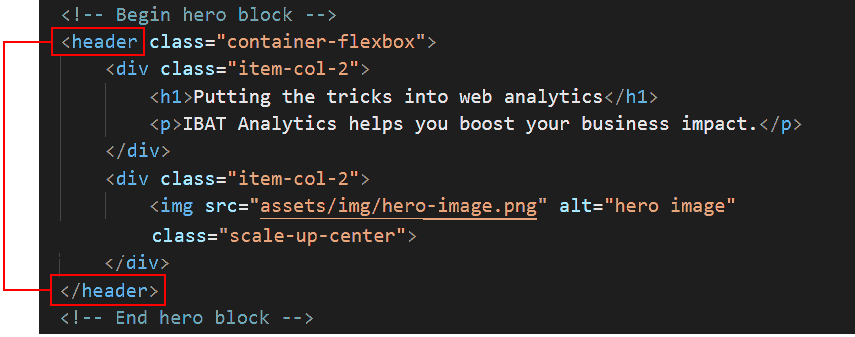 <!-- Begin hero block -->
<header class="container-flexbox">
<div class="item-col-2">
<h1>Putting the tricks into web analytics</h1>
<p>IBAT Analytics helps you boost your business impact.</p>
</div>
<div class="item-col-2">
<img src="assets/img/hero-image.png" alt="hero image"
class="scale-up-center">
</div>
</header>
<!-- End hero block -->